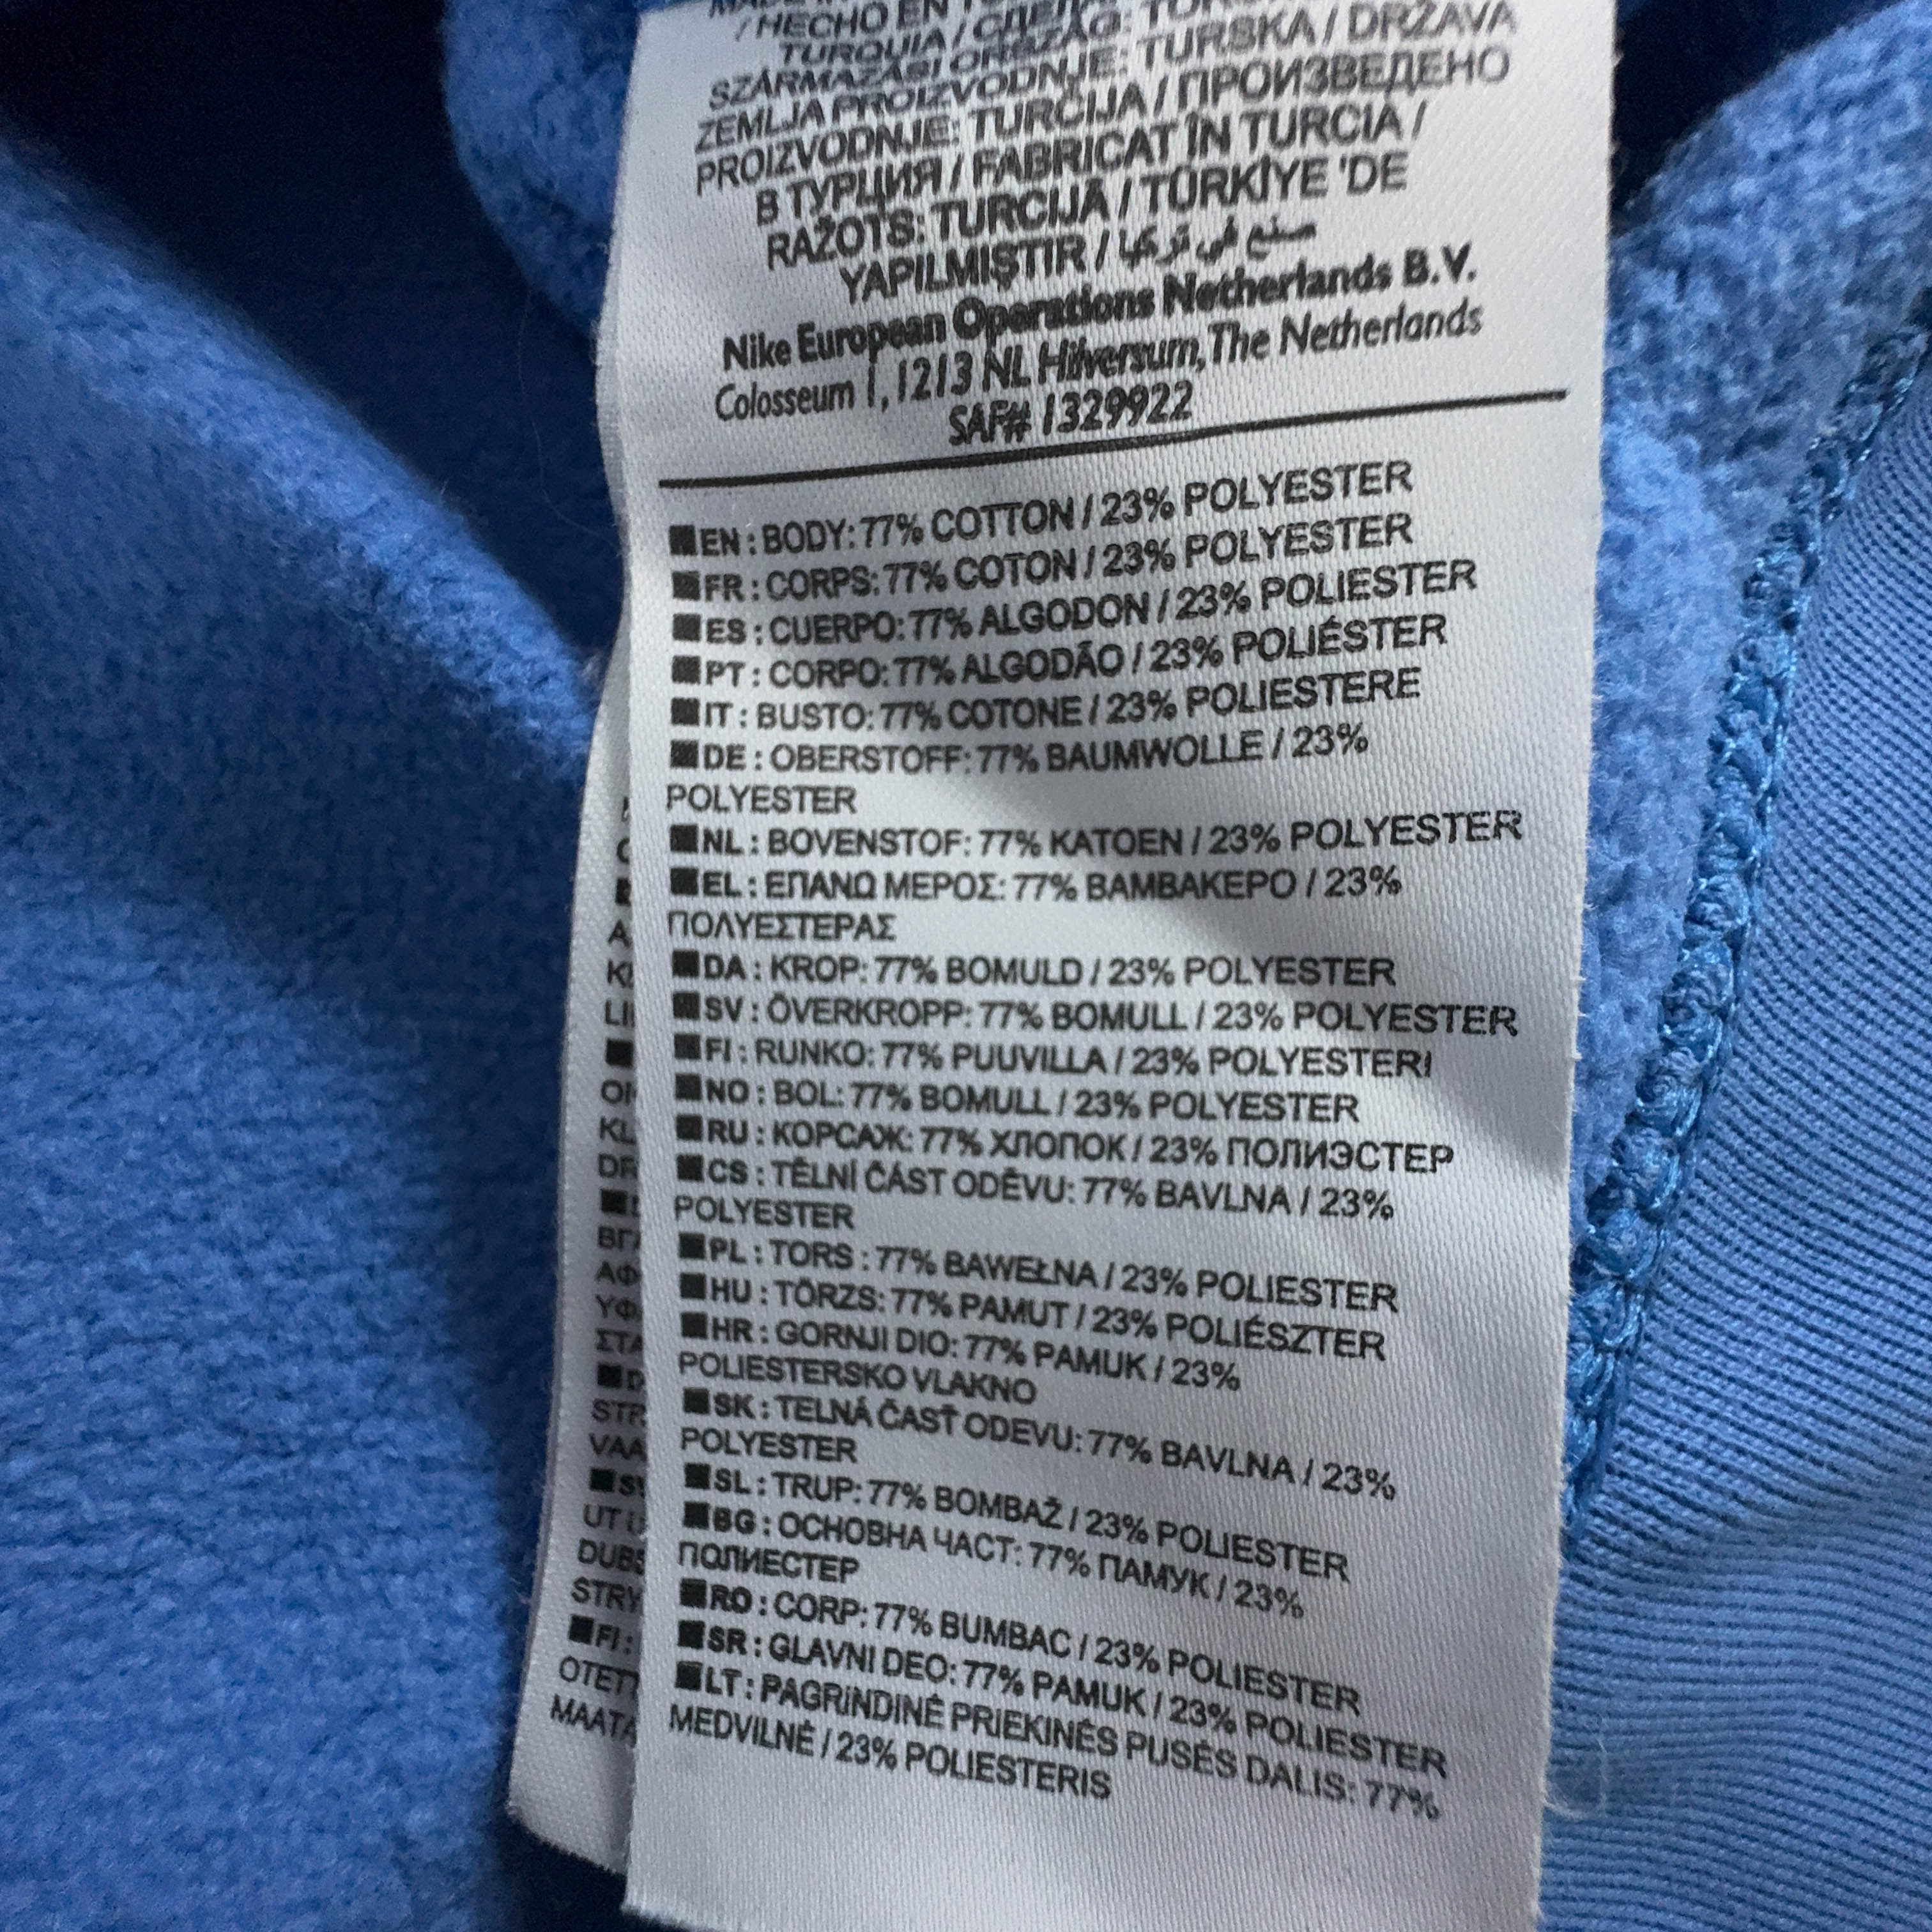 / HECHO EN
TURQUIA /
SZÁRMAZÁSI ORSZÁG:
ZEMLJA PROIZVODNJE: TURSKA / DRŽAVA
PROIZVODNJE: TURČIJA / ПРОИЗВЕДЕНО
В ТУРЦИЯ / FABRICAT ÎN TURCIA /
RAŽOTS: TURCIJĀ / TÜRKİYE 'DE
YAPILMIŞTIR / صنع في تركيا
Nike European Operations Netherlands B.V.
Colosseum 1, 1213 NL Hilversum, The Netherlands
SAF# 1329922
■EN : BODY: 77% COTTON / 23% POLYESTER
■FR : CORPS: 77% COTON / 23% POLYESTER
■ES : CUERPO: 77% ALGODON / 23% POLIESTER
■PT : CORPO: 77% ALGODÃO / 23% POLIÉSTER
■IT : BUSTO: 77% COTONE / 23% POLIESTERE
■DE : OBERSTOFF: 77% BAUMWOLLE / 23%
POLYESTER
■NL : BOVENSTOF: 77% KATOEN / 23% POLYESTER
■EL : ΕΠΑΝΩ ΜΕΡΟΣ: 77% ΒΑΜΒΑΚΕΡΟ / 23%
ΠΟΛΥΕΣΤΕΡΑΣ
■DA : KROP: 77% BOMULD / 23% POLYESTER
■SV : ÖVERKROPP: 77% BOMULL / 23% POLYESTER
■FI : RUNKO: 77% PUUVILLA / 23% POLYESTERI
■NO : BOL: 77% BOMULL / 23% POLYESTER
■RU : КОРСАЖ: 77% ХЛОПОК / 23% ПОЛИЭСТЕР
■CS : TĚLNÍ ČÁST ODĚVU: 77% BAVLNA / 23%
POLYESTER
■PL : TORS : 77% BAWEŁNA / 23% POLIESTER
■HU : TÖRZS: 77% PAMUT / 23% POLIÉSZTER
■HR : GORNJI DIO: 77% PAMUK / 23%
POLIESTERSKO VLAKNO
■SK : TELNÁ ČASŤ ODEVU: 77% BAVLNA / 23%
POLYESTER
■SL : TRUP: 77% BOMBAŽ / 23% POLIESTER
■BG : ОСНОВНА ЧАСТ: 77% ПАМУК / 23%
ПОЛИЕСТЕР
■RO : CORP: 77% BUMBAC / 23% POLIESTER
■SR : GLAVNI DEO: 77% PAMUK / 23% POLIESTER
■LT : PAGRINDINĖ PRIEKINĖS PUSĖS DALIS: 77%
MEDVILNĖ / 23% POLIESTERIS